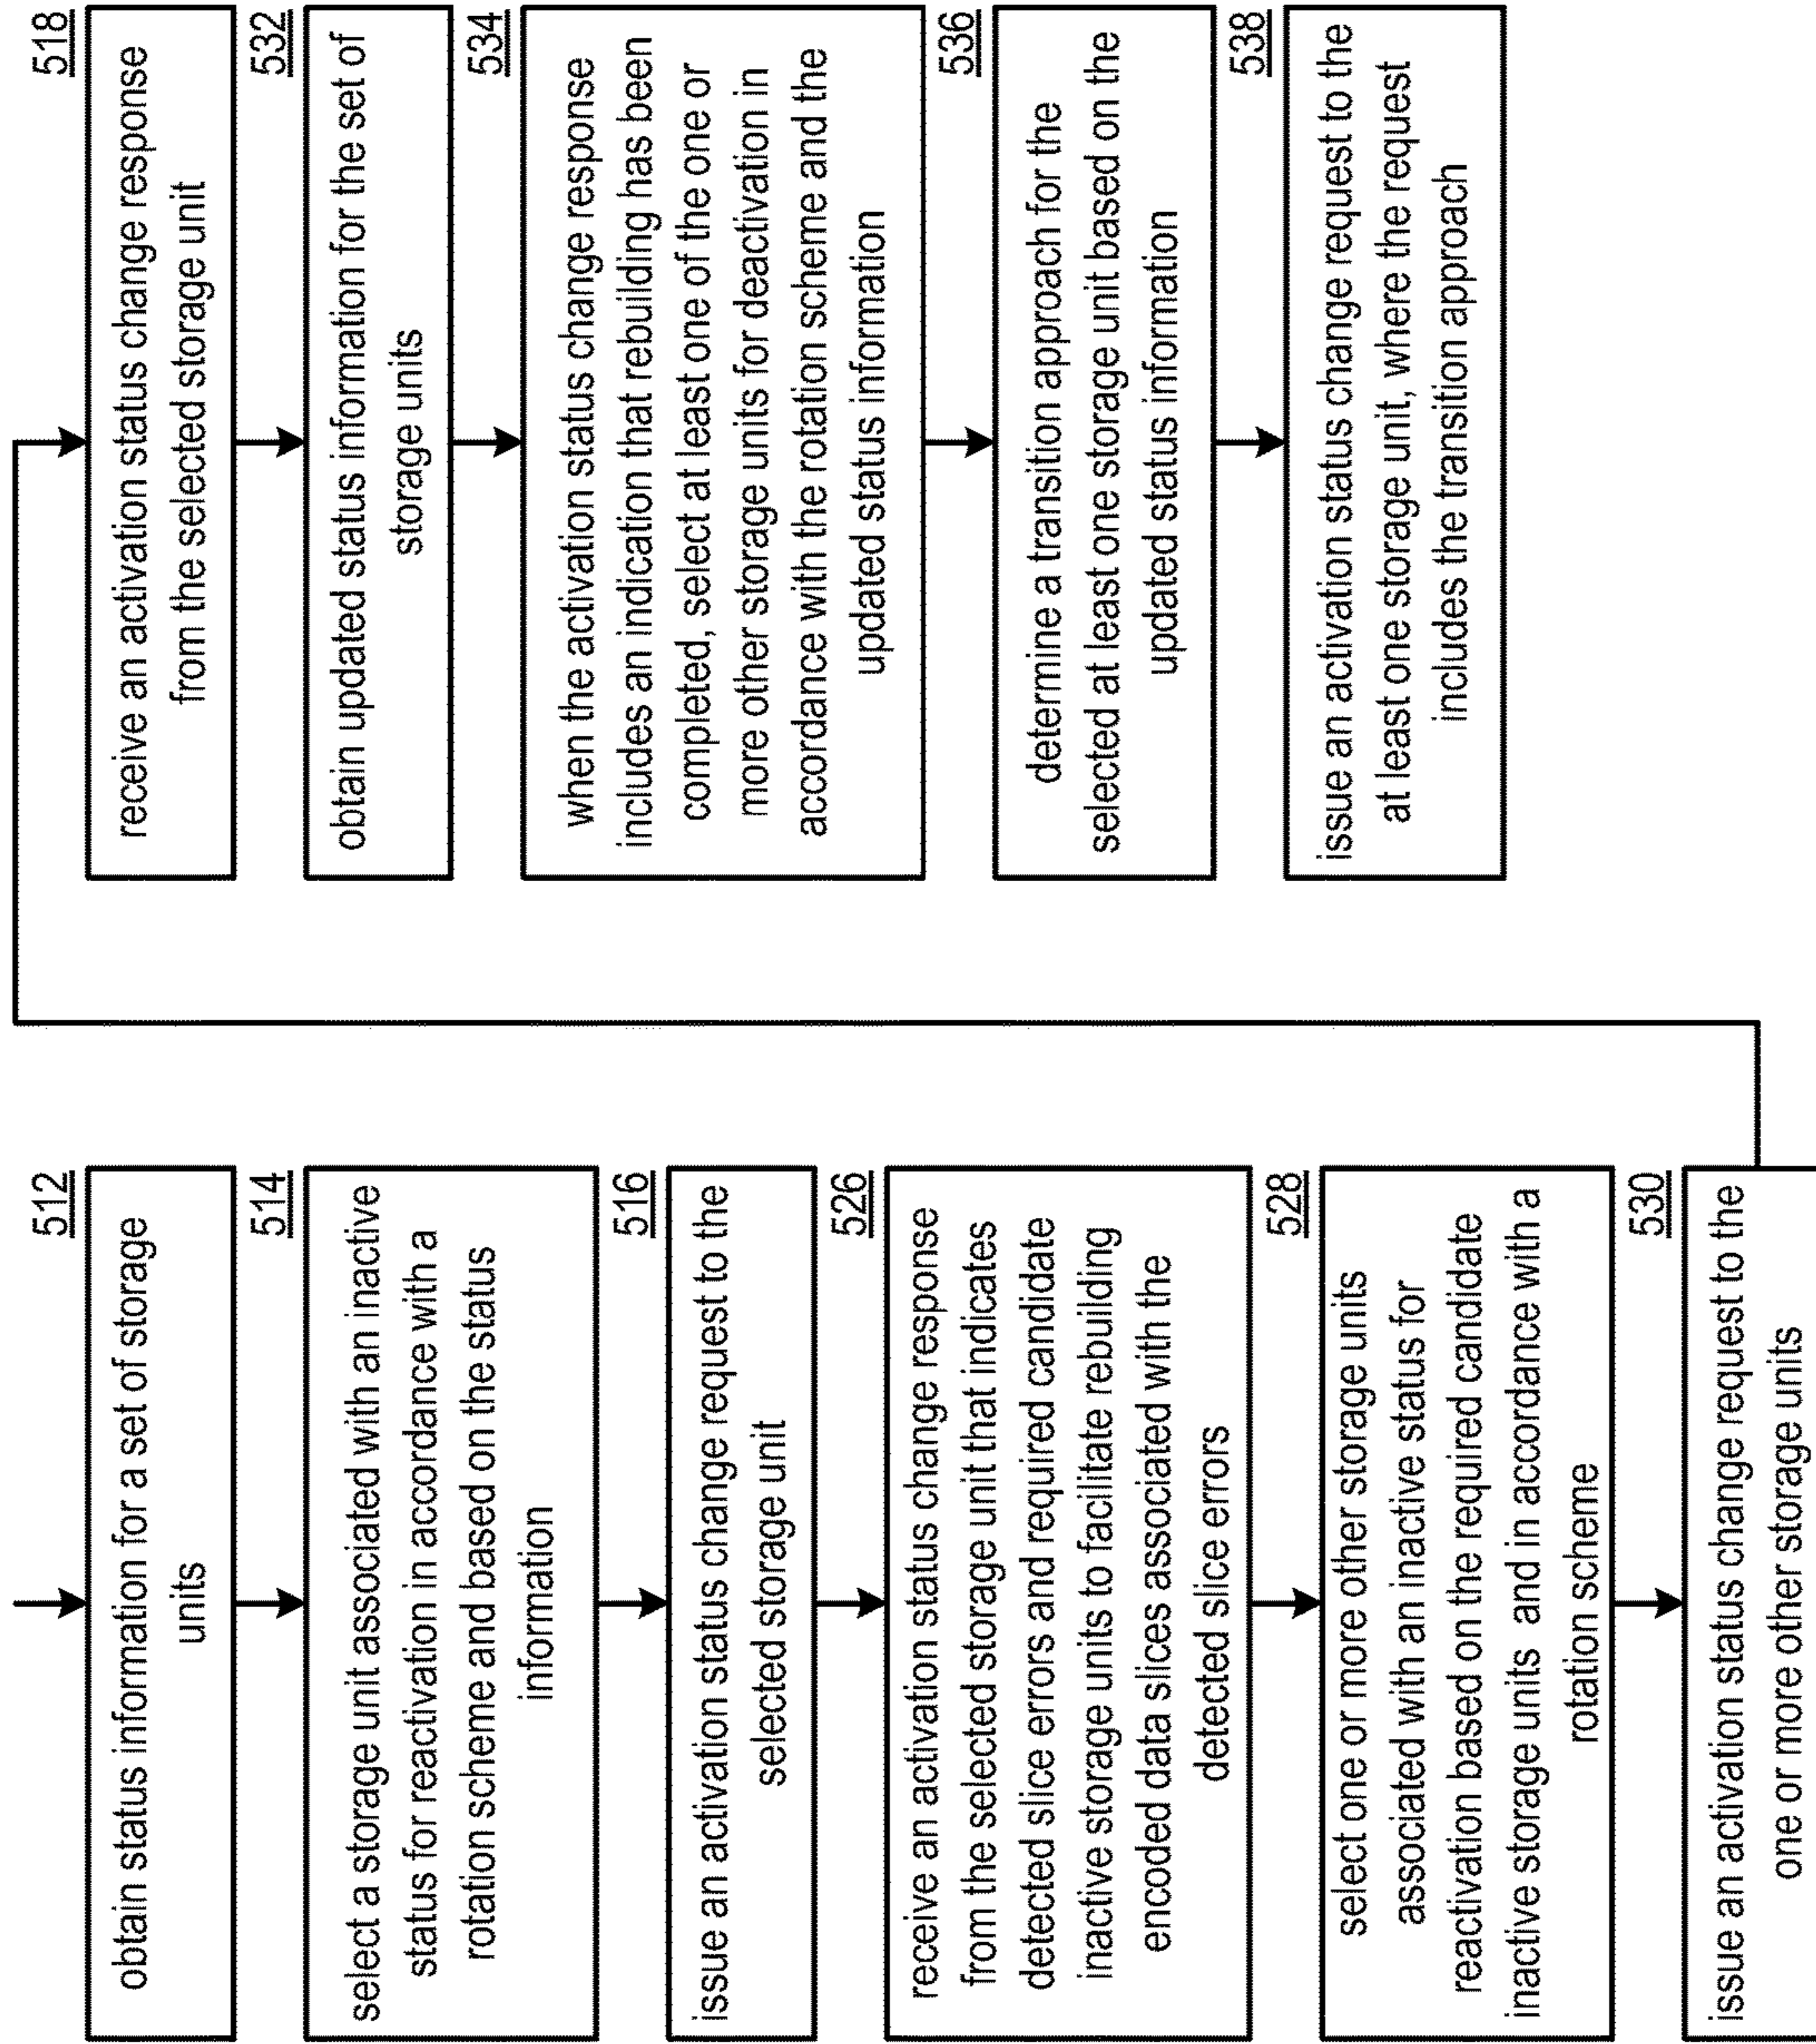 512
obtain status information for a set of storage
units
514
select a storage unit associated with an inactive
status for reactivation in accordance with a
rotation scheme and based on the status
information
516
issue an activation status change request to the
selected storage unit
526
receive an activation status change response
from the selected storage unit that indicates
detected slice errors and required candidate
inactive storage units to facilitate rebuilding
encoded data slices associated with the
detected slice errors
528
select one or more other storage units
associated with an inactive status for
reactivation based on the required candidate
inactive storage units and in accordance with a
rotation scheme
530
issue an activation status change request to the
one or more other storage units
518
receive an activation status change response
from the selected storage unit
532
obtain updated status information for the set of
storage units
534
when the activation status change response
includes an indication that rebuilding has been
completed, select at least one of the one or
more other storage units for deactivation in
accordance with the rotation scheme and the
updated status information
536
determine a transition approach for the
selected at least one storage unit based on the
updated status information
538
issue an activation status change request to the
at least one storage unit, where the request
includes the transition approach